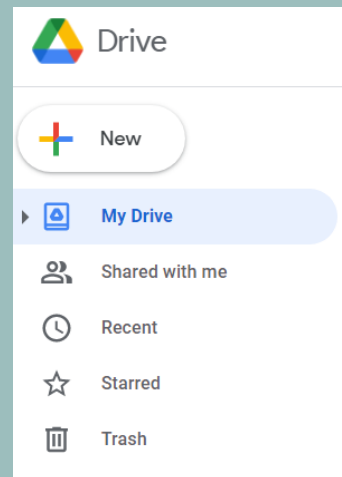 Drive
New
My Drive
Shared with me
Recent
Starred
Trash